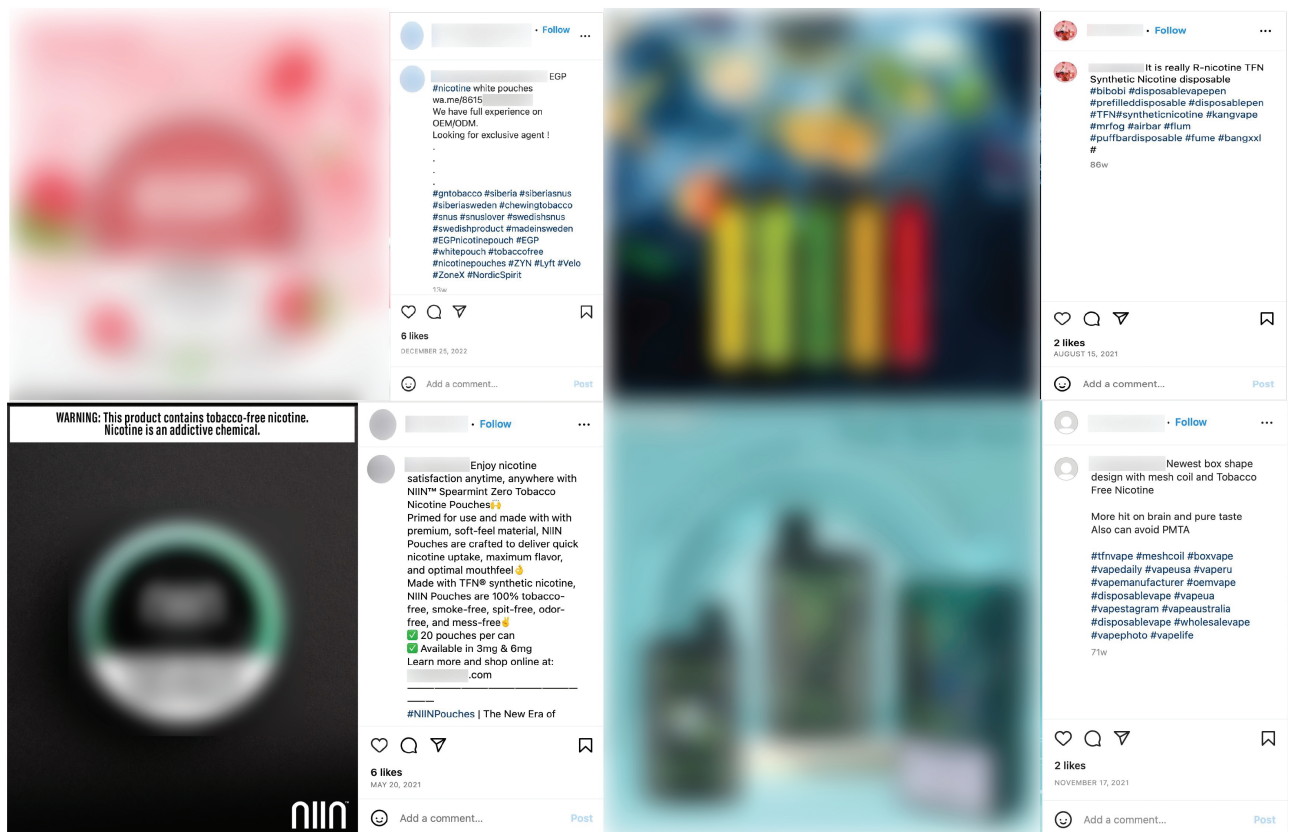 • Follow
...
EGP
#nicotine white pouches
wa.me/8615
We have full experience on
OEM/ODM.
Looking for exclusive agent !
.
.
.
.
#gntobacco #siberia #siberiasnus
#siberiasweden #chewingtobacco
#snus #snuslover #swedishsnus
#swedishproduct #madeinsweden
#EGPnicotinepouch #EGP
#whitepouch #tobaccofree
#nicotinepouches #ZYN #Lyft #Velo
#ZoneX #NordicSpirit
13w
6 likes
Add a comment... Post
• Follow
...
It is really R-nicotine TFN
Synthetic Nicotine disposable
#bibobi #disposablevapepen
#prefilleddisposable #disposablepen
#TFN#syntheticnicotine #kangvape
#mrfog #airbar #flum
#puffbardisposable #fume #bangxxl
#
86w
2 likes
AUGUST 15, 2021
Add a comment... Post
WARNING: This product contains tobacco-free nicotine.
Nicotine is an addictive chemical.
niin™
• Follow
...
Enjoy nicotine
satisfaction anytime, anywhere with
NIIN™ Spearmint Zero Tobacco
Nicotine Pouches🙌
Primed for use and made with with
premium, soft-feel material, NIIN
Pouches are crafted to deliver quick
nicotine uptake, maximum flavor,
and optimal mouthfeel👌
Made with TFN® synthetic nicotine,
NIIN Pouches are 100% tobacco-
free, smoke-free, spit-free, odor-
free, and mess-free✌
✅ 20 pouches per can
✅ Available in 3mg & 6mg
Learn more and shop online at:
.com
———————————————
——
#NIINPouches | The New Era of
6 likes
MAY 20, 2021
Add a comment... Post
• Follow
...
Newest box shape
design with mesh coil and Tobacco
Free Nicotine
More hit on brain and pure taste
Also can avoid PMTA
#tfnvape #meshcoil #boxvape
#vapedaily #vapeusa #vaperu
#vapemanufacturer #oemvape
#disposablevape #vapeua
#vapestagram #vapeaustralia
#disposablevape #wholesalevape
#vapephoto #vapelife
71w
2 likes
NOVEMBER 17, 2021
Add a comment... Post